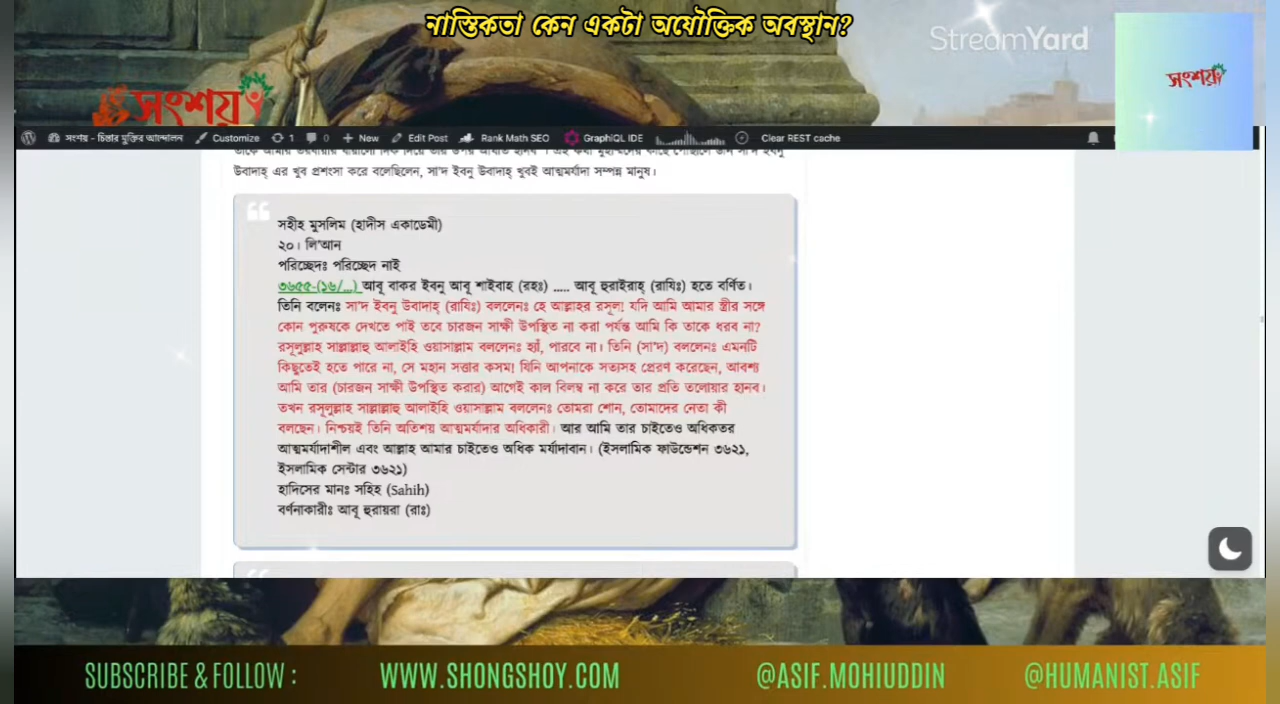 নাস্তিকতা কেন একটা অযৌক্তিক অবস্থান?
StreamYard
সংশয়
সংশয়
সংশয় - চিন্তার মুক্তির আন্দোলন Customize 1 0 New Edit Post Rank Math SEO GraphiQL IDE Clear REST cache
উবাদাহ্ এর খুব প্রশংসা করে বলেছিলেন, সা'দ ইবনু উবাদাহ্ খুবই আত্মমর্যাদা সম্পন্ন মানুষ।
সহীহ মুসলিম (হাদীস একাডেমী)
২০। লি'আন
পরিচ্ছেদঃ পরিচ্ছেদ নাই
৩৬৫৫-(১৬/...) আবূ বাকর ইবনু আবূ শাইবাহ (রহঃ) ..... আবূ হুরাইরাহ্ (রাযিঃ) হতে বর্ণিত।
তিনি বলেনঃ সা'দ ইবনু উবাদাহ্ (রাযিঃ) বললেনঃ হে আল্লাহর রসূল! যদি আমি আমার স্ত্রীর সঙ্গে
কোন পুরুষকে দেখতে পাই তবে চারজন সাক্ষী উপস্থিত না করা পর্যন্ত আমি কি তাকে ধরব না?
রসূলুল্লাহ সাল্লাল্লাহু আলাইহি ওয়াসাল্লাম বললেনঃ হ্যাঁ, পারবে না। তিনি (সা'দ) বললেনঃ এমনটি
কিছুতেই হতে পারে না, সে মহান সত্তার কসম! যিনি আপনাকে সত্যসহ প্রেরণ করেছেন, আবশ্য
আমি তার (চারজন সাক্ষী উপস্থিত করার) আগেই কাল বিলম্ব না করে তার প্রতি তলোয়ার হানব।
তখন রসূলুল্লাহ সাল্লাল্লাহু আলাইহি ওয়াসাল্লাম বললেনঃ তোমরা শোন, তোমাদের নেতা কী
বলছেন। নিশ্চয়ই তিনি অতিশয় আত্মমর্যাদার অধিকারী। আর আমি তার চাইতেও অধিকতর
আত্মমর্যাদাশীল এবং আল্লাহ আমার চাইতেও অধিক মর্যাদাবান। (ইসলামিক ফাউন্ডেশন ৩৬২১,
ইসলামিক সেন্টার ৩৬২১)
হাদিসের মানঃ সহিহ (Sahih)
বর্ণনাকারীঃ আবূ হুরায়রা (রাঃ)
SUBSCRIBE & FOLLOW : WWW.SHONGSHOY.COM @ASIF.MOHIUDDIN @HUMANIST.ASIF